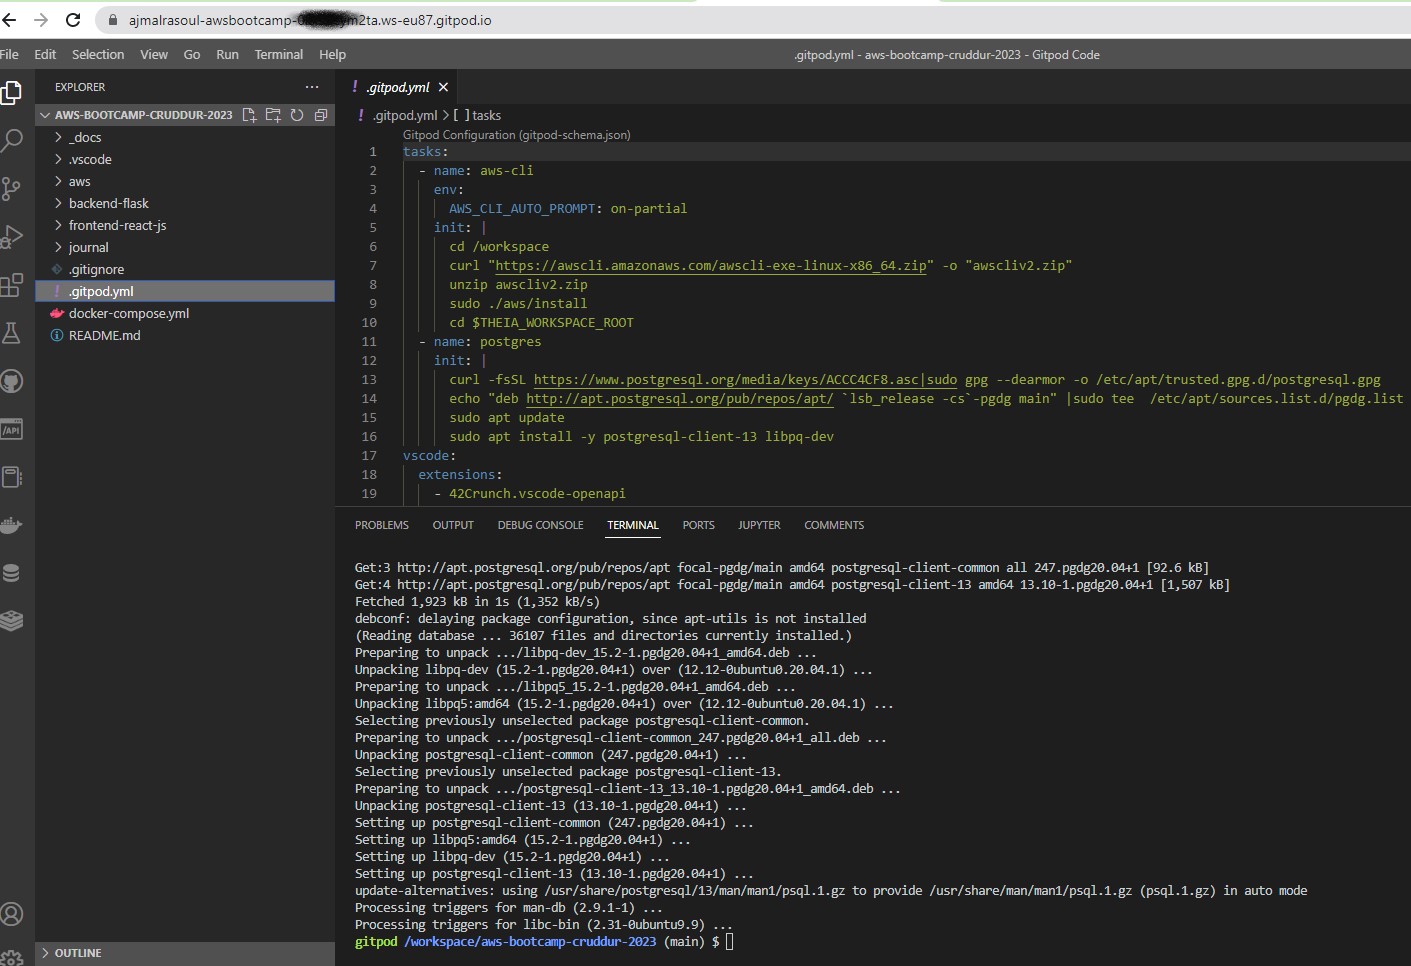 ajmalrasoul-awsbootcamp- m2ta.ws-eu87.gitpod.io
File Edit Selection View Go Run Terminal Help
.gitpod.yml - aws-bootcamp-cruddur-2023 - Gitpod Code
EXPLORER ...
AWS-BOOTCAMP-CRUDDUR-2023
_docs
.vscode
aws
backend-flask
frontend-react-js
journal
.gitignore
! .gitpod.yml
docker-compose.yml
README.md
OUTLINE
! .gitpod.yml
! .gitpod.yml > [ ] tasks
Gitpod Configuration (gitpod-schema.json)
1 tasks:
2 - name: aws-cli
3 env:
4 AWS_CLI_AUTO_PROMPT: on-partial
5 init: |
6 cd /workspace
7 curl "https://awscli.amazonaws.com/awscli-exe-linux-x86_64.zip" -o "awscliv2.zip"
8 unzip awscliv2.zip
9 sudo ./aws/install
10 cd $THEIA_WORKSPACE_ROOT
11 - name: postgres
12 init: |
13 curl -fsSL https://www.postgresql.org/media/keys/ACCC4CF8.asc|sudo gpg --dearmor -o /etc/apt/trusted.gpg.d/postgresql.gpg
14 echo "deb http://apt.postgresql.org/pub/repos/apt/ `lsb_release -cs`-pgdg main" |sudo tee  /etc/apt/sources.list.d/pgdg.list
15 sudo apt update
16 sudo apt install -y postgresql-client-13 libpq-dev
17 vscode:
18 extensions:
19 - 42Crunch.vscode-openapi
PROBLEMS OUTPUT DEBUG CONSOLE TERMINAL PORTS JUPYTER COMMENTS
Get:3 http://apt.postgresql.org/pub/repos/apt focal-pgdg/main amd64 postgresql-client-common all 247.pgdg20.04+1 [92.6 kB]
Get:4 http://apt.postgresql.org/pub/repos/apt focal-pgdg/main amd64 postgresql-client-13 amd64 13.10-1.pgdg20.04+1 [1,507 kB]
Fetched 1,923 kB in 1s (1,352 kB/s)
debconf: delaying package configuration, since apt-utils is not installed
(Reading database ... 36107 files and directories currently installed.)
Preparing to unpack .../libpq-dev_15.2-1.pgdg20.04+1_amd64.deb ...
Unpacking libpq-dev (15.2-1.pgdg20.04+1) over (12.12-0ubuntu0.20.04.1) ...
Preparing to unpack .../libpq5_15.2-1.pgdg20.04+1_amd64.deb ...
Unpacking libpq5:amd64 (15.2-1.pgdg20.04+1) over (12.12-0ubuntu0.20.04.1) ...
Selecting previously unselected package postgresql-client-common.
Preparing to unpack .../postgresql-client-common_247.pgdg20.04+1_all.deb ...
Unpacking postgresql-client-common (247.pgdg20.04+1) ...
Selecting previously unselected package postgresql-client-13.
Preparing to unpack .../postgresql-client-13_13.10-1.pgdg20.04+1_amd64.deb ...
Unpacking postgresql-client-13 (13.10-1.pgdg20.04+1) ...
Setting up postgresql-client-common (247.pgdg20.04+1) ...
Setting up libpq5:amd64 (15.2-1.pgdg20.04+1) ...
Setting up libpq-dev (15.2-1.pgdg20.04+1) ...
Setting up postgresql-client-13 (13.10-1.pgdg20.04+1) ...
update-alternatives: using /usr/share/postgresql/13/man/man1/psql.1.gz to provide /usr/share/man/man1/psql.1.gz (psql.1.gz) in auto mode
Processing triggers for man-db (2.9.1-1) ...
Processing triggers for libc-bin (2.31-0ubuntu9.9) ...
gitpod /workspace/aws-bootcamp-cruddur-2023 (main) $